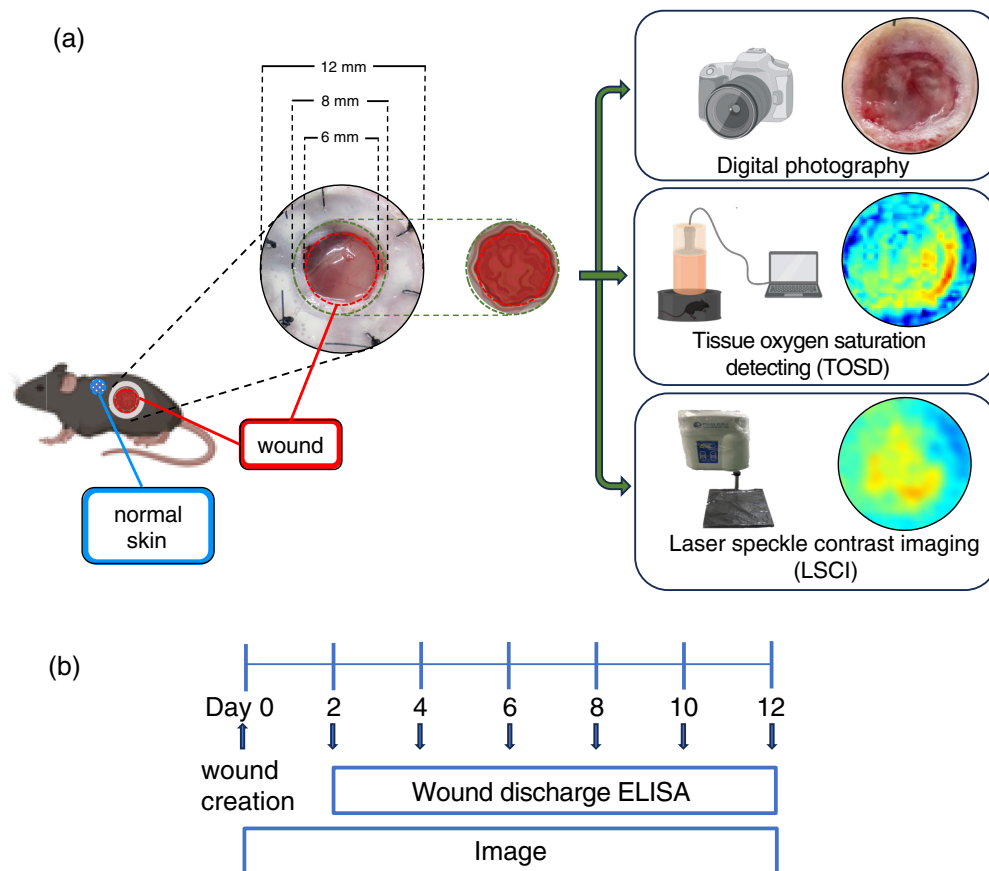 (a)
12 mm
8 mm
6 mm
wound
normal
skin
Digital photography
Tissue oxygen saturation
detecting (TOSD)
Laser speckle contrast imaging
(LSCI)
(b)
Day 0
2
4
6
8
10
12
wound
creation
Wound discharge ELISA
Image